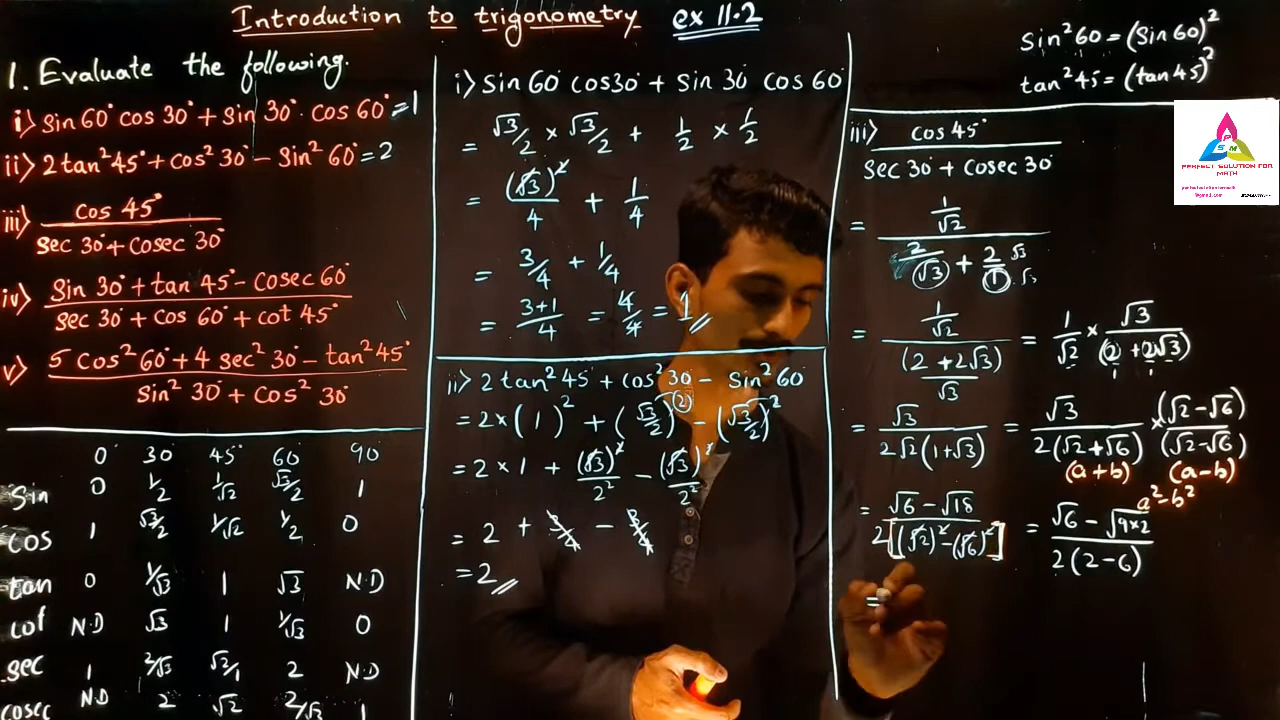 Introduction to trigonometry ex 11.2
1. Evaluate the following.
i) sin 60° cos 30° + sin 30° · cos 60° = 1
ii) 2 tan² 45° + cos² 30° − sin² 60° = 2
iii) cos 45° / sec 30° + cosec 30°
iv) sin 30° + tan 45° − cosec 60° / sec 30° + cos 60° + cot 45°
v) 5 cos² 60° + 4 sec² 30° − tan² 45° / sin² 30° + cos² 30°
0° 30° 45° 60° 90°
sin 0 1/2 1/√2 √3/2 1
cos 1 √3/2 1/√2 1/2 0
tan 0 1/√3 1 √3 N.D
cot N.D √3 1 1/√3 0
sec 1 2/√3 √2/1 2 N.D
cosec N.D 2 √2 2/√3 1
i) sin 60° cos 30° + sin 30° cos 60°
= √3/2 × √3/2 + 1/2 × 1/2
= (√3)²/4 + 1/4
= 3/4 + 1/4
= 3+1/4 = 4/4 = 1
ii) 2 tan² 45° + cos² 30° − sin² 60°
= 2 × (1)² + (√3/2)² − (√3/2)²
= 2 × 1 + (√3)²/2² − (√3)²/2²
= 2 + 3/4 − 3/4
= 2
sin² 60 = (sin 60)²
tan² 45 = (tan 45)²
PSM
PERFECT SOLUTION FOR
MATH
iii) cos 45° / sec 30° + cosec 30°
= 1/√2 / 2/√3 + 2/1 √3 · √3
= 1/√2 / (2 + 2√3)/√3 = 1/√2 × √3/(2 + 2√3)
= √3 / 2√2(1+√3) = √3 / 2(√2+√6) × (√2−√6)/(√2−√6)
(a+b) (a−b)
a²−b²
= √6 − √18 / 2[(√2)² − (√6)²] = √6 − √9×2 / 2(2−6)
=